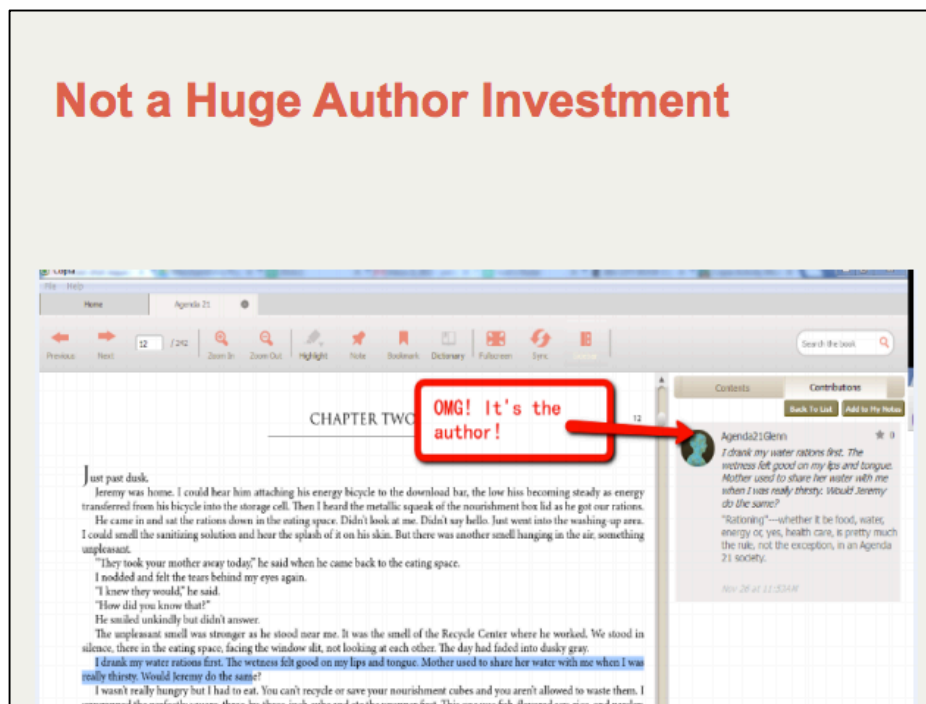 Not a Huge Author Investment
Copia
File Help
Home Agenda 21
12 / 242
Previous Next Zoom In Zoom Out Highlight Note Bookmark Dictionary Fullscreen Sync
Search the book
Contents Contributions
Back To List Add to My Notes
OMG! It's the
author!
CHAPTER TWO
12
Just past dusk.
Jeremy was home. I could hear him attaching his energy bicycle to the download bar, the low hiss becoming steady as energy
transferred from his bicycle into the storage cell. Then I heard the metallic squeak of the nourishment box lid as he got our rations.
He came in and sat the rations down in the eating space. Didn't look at me. Didn't say hello. Just went into the washing-up area.
I could smell the sanitizing solution and hear the splash of it on his skin. But there was another smell hanging in the air, something
unpleasant.
"They took your mother away today," he said when he came back to the eating space.
I nodded and felt the tears behind my eyes again.
"I knew they would," he said.
"How did you know that?"
He smiled unkindly but didn't answer.
The unpleasant smell was stronger as he stood near me. It was the smell of the Recycle Center where he worked. We stood in
silence, there in the eating space, facing the window slit, not looking at each other. The day had faded into dusky gray.
I drank my water rations first. The wetness felt good on my lips and tongue. Mother used to share her water with me when I was
really thirsty. Would Jeremy do the same?
I wasn't really hungry but I had to eat. You can't recycle or save your nourishment cubes and you aren't allowed to waste them. I
Agenda21Glenn 0
I drank my water rations first. The
wetness felt good on my lips and tongue.
Mother used to share her water with me
when I was really thirsty. Would Jeremy
do the same?
"Rationing"—whether it be food, water,
energy or, yes, health care, is pretty much
the rule, not the exception, in an Agenda
21 society.
Nov 26 at 11:52AM